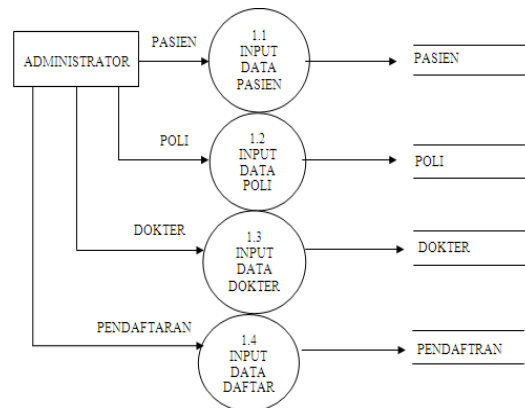 PASIEN
ADMINISTRATOR
1.1
INPUT
DATA
PASIEN
PASIEN
POLI
1.2
INPUT
DATA
POLI
POLI
DOKTER
1.3
INPUT
DATA
DOKTER
DOKTER
PENDAFTARAN
1.4
INPUT
DATA
DAFTAR
PENDAFTRAN